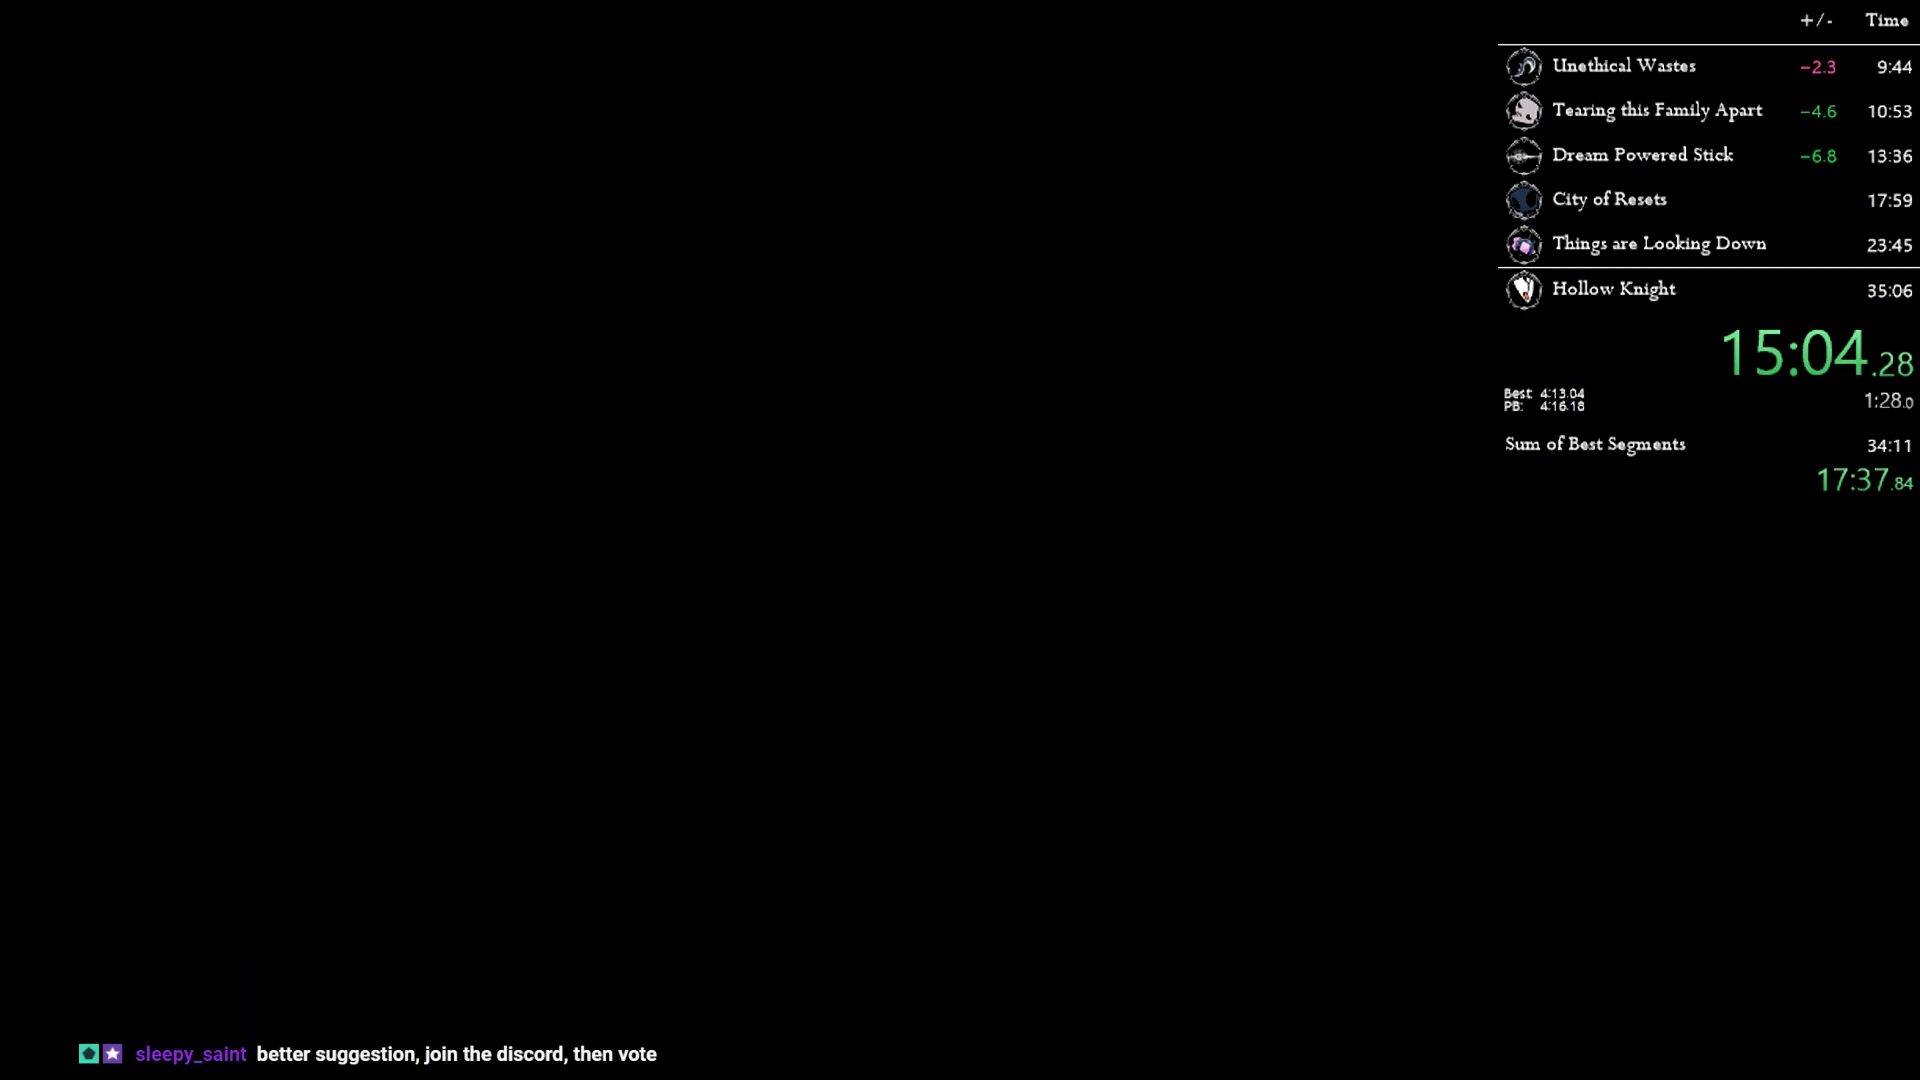 +/- Time
Unethical Wastes −2.3 9:44
Tearing this Family Apart −4.6 10:53
Dream Powered Stick −6.8 13:36
City of Resets 17:59
Things are Looking Down 23:45
Hollow Knight 35:06
15:04.28
Best: 4:13.04
PB: 4:16.18
1:28.0
Sum of Best Segments 34:11
17:37.84
sleepy_saint better suggestion, join the discord, then vote